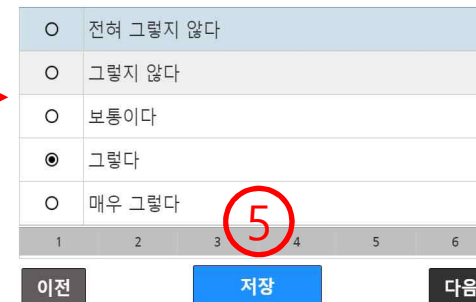 전혀 그렇지 않다
그렇지 않다
보통이다
그렇다
매우 그렇다
5
1 2 3 4 5 6
이전 저장 다음